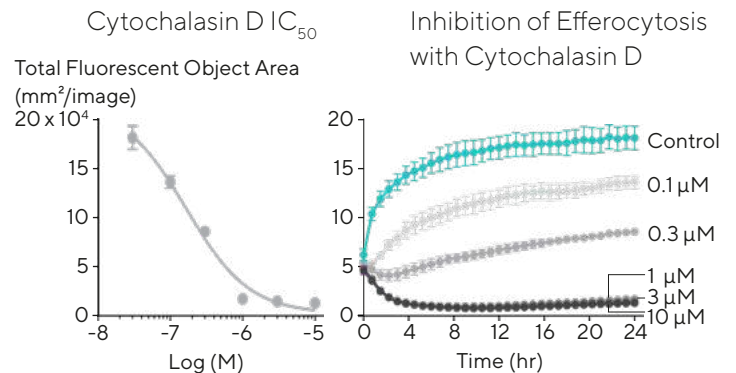 Cytochalasin D IC50
Total Fluorescent Object Area
(mm²/image)
20 x 10⁴
15
10
5
0
-8
-7
-6
-5
Log (M)
Inhibition of Efferocytosis
with Cytochalasin D
20
15
10
5
0
0
4
8
12
16
20
24
Time (hr)
Control
0.1 µM
0.3 µM
1 µM
3 µM
10 µM